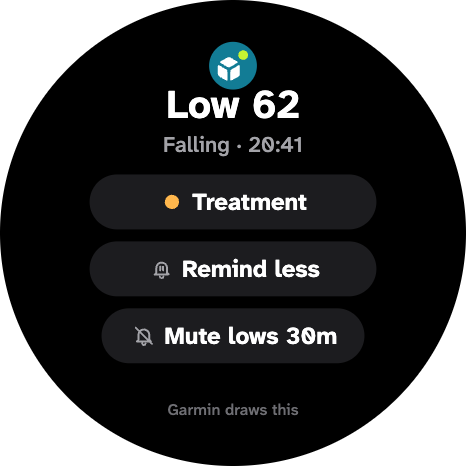 Low 62
Falling · 20:41
Treatment
Remind less
Mute lows 30m
Garmin draws this